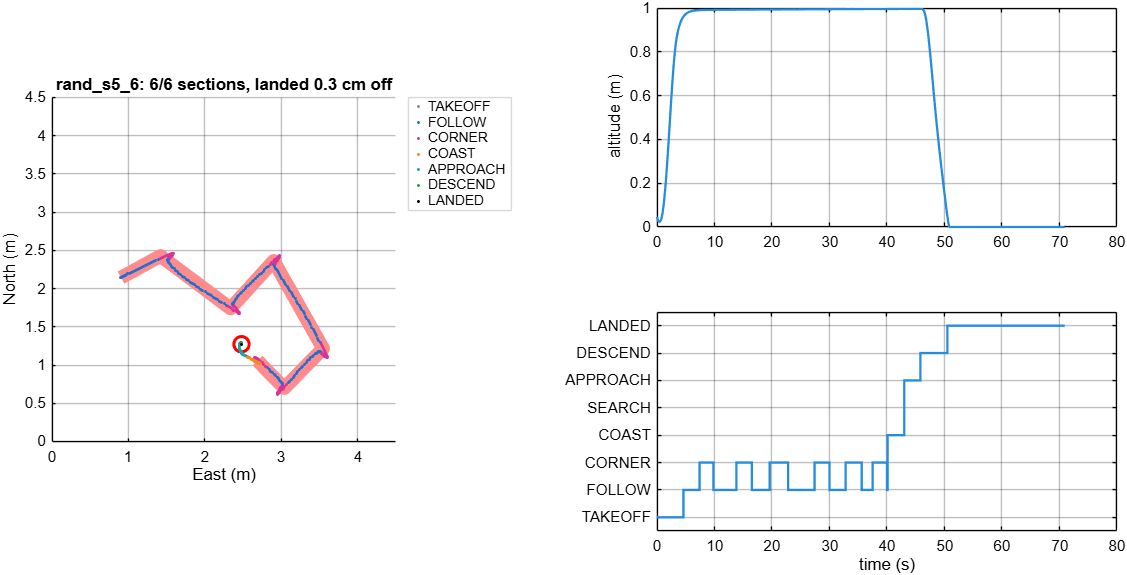 rand_s5_6: 6/6 sections, landed 0.3 cm off
4.5
4
3.5
3
2.5
2
1.5
1
0.5
0
North (m)
0 1 2 3 4
East (m)
TAKEOFF
FOLLOW
CORNER
COAST
APPROACH
DESCEND
LANDED
1
0.8
0.6
0.4
0.2
0
altitude (m)
0 10 20 30 40 50 60 70 80
LANDED
DESCEND
APPROACH
SEARCH
COAST
CORNER
FOLLOW
TAKEOFF
0 10 20 30 40 50 60 70 80
time (s)